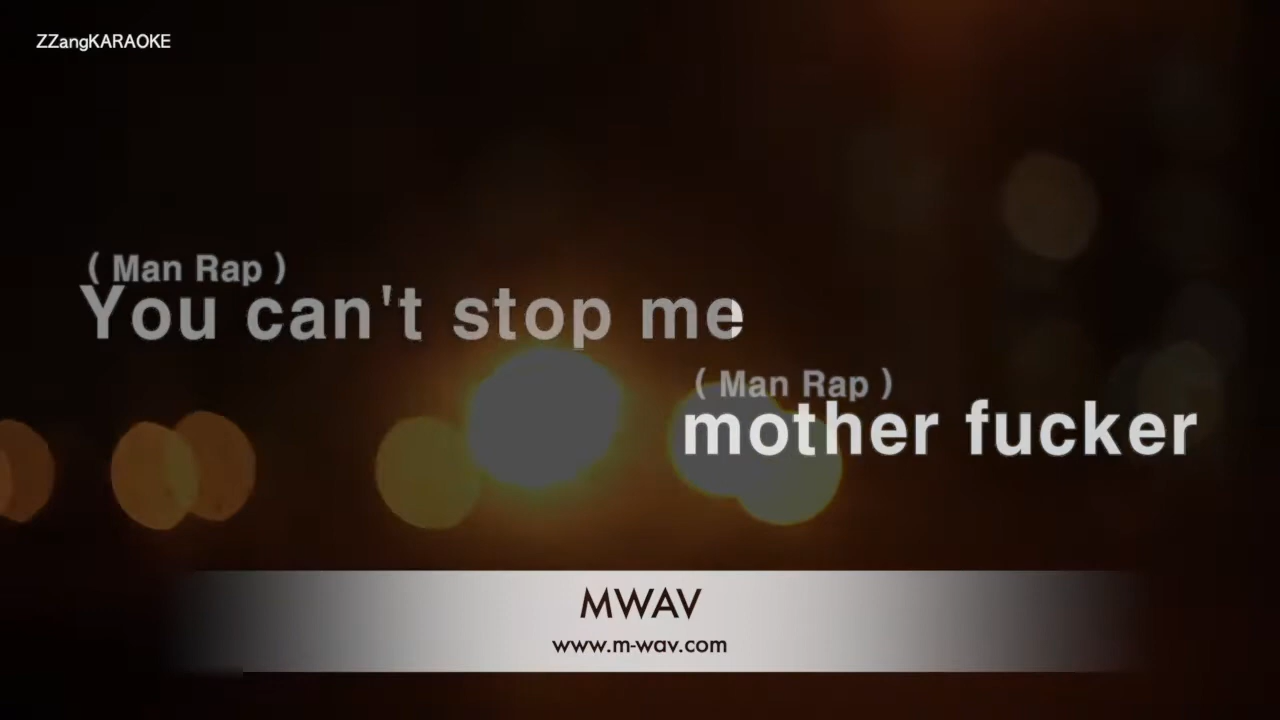 ZZangKARAOKE
( Man Rap )
You can't stop me
( Man Rap )
mother fucker
MWAV
www.m-wav.com